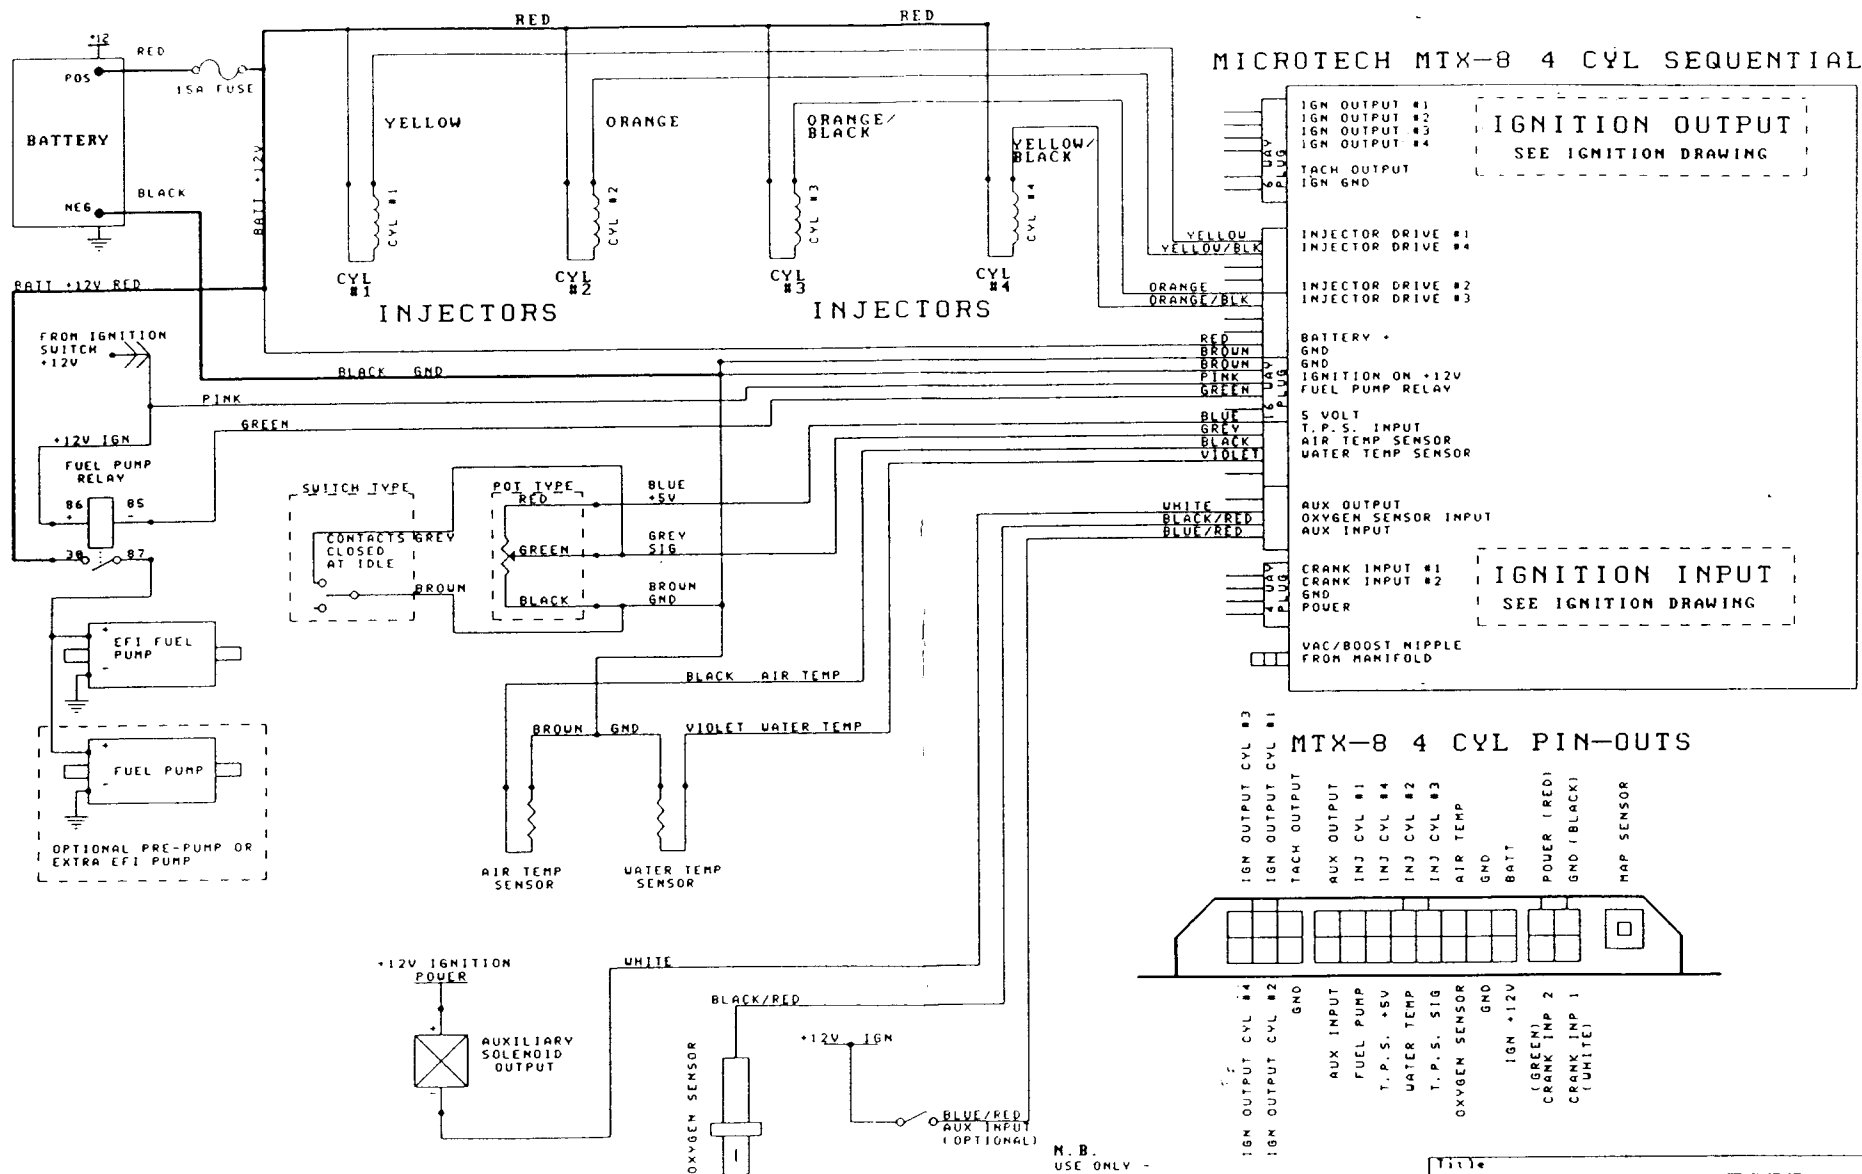 RED
RED
+12
RED
POS
15A FUSE
BATTERY
BATT +12V
BLACK
NEG
YELLOW
ORANGE
ORANGE/
BLACK
YELLOW/
BLACK
CYL #1
CYL #2
CYL #3
CYL #4
CYL
#1
CYL
#2
CYL
#3
CYL
#4
INJECTORS
INJECTORS
MICROTECH MTX-8 4 CYL SEQUENTIAL
IGN OUTPUT #1
IGN OUTPUT #2
IGN OUTPUT #3
IGN OUTPUT #4
TACH OUTPUT
IGN GND
6 WAY
PLUG
IGNITION OUTPUT
SEE IGNITION DRAWING
YELLOW
YELLOW/BLK
INJECTOR DRIVE #1
INJECTOR DRIVE #4
ORANGE
ORANGE/BLK
INJECTOR DRIVE #2
INJECTOR DRIVE #3
RED
BROWN
BROWN
PINK
GREEN
BATTERY +
GND
GND
IGNITION ON +12V
FUEL PUMP RELAY
16 WAY
PLUG
BLUE
GREY
BLACK
VIOLET
5 VOLT
T.P.S. INPUT
AIR TEMP SENSOR
WATER TEMP SENSOR
WHITE
BLACK/RED
BLUE/RED
AUX OUTPUT
OXYGEN SENSOR INPUT
AUX INPUT
CRANK INPUT #1
CRANK INPUT #2
GND
POWER
4 WAY
PLUG
IGNITION INPUT
SEE IGNITION DRAWING
VAC/BOOST NIPPLE
FROM MANIFOLD
BATT +12V RED
FROM IGNITION
SWITCH
+12V
BLACK GND
PINK
GREEN
+12V IGN
FUEL PUMP
RELAY
86
+
85
-
30
87
SWITCH TYPE
CONTACTS GREY
CLOSED
AT IDLE
BROWN
POT TYPE
RED
GREEN
BLACK
BLUE
+5V
GREY
SIG
BROWN
GND
+
EFI FUEL
PUMP
-
+
FUEL PUMP
-
OPTIONAL PRE-PUMP OR
EXTRA EFI PUMP
BLACK AIR TEMP
BROWN GND
VIOLET WATER TEMP
AIR TEMP
SENSOR
WATER TEMP
SENSOR
+12V IGNITION
POWER
+
AUXILIARY
SOLENOID
OUTPUT
-
WHITE
BLACK/RED
OXYGEN SENSOR
+12V IGN
BLUE/RED
AUX INPUT
(OPTIONAL)
N.B.
USE ONLY -
MTX-8 4 CYL PIN-OUTS
IGN OUTPUT CYL #3
IGN OUTPUT CYL #1
TACH OUTPUT
AUX OUTPUT
INJ CYL #1
INJ CYL #4
INJ CYL #2
INJ CYL #3
AIR TEMP
GND
BATT
POWER (RED)
GND (BLACK)
MAP SENSOR
IGN OUTPUT CYL #4
IGN OUTPUT CYL #2
GND
AUX INPUT
FUEL PUMP
T.P.S. +5V
WATER TEMP
T.P.S. SIG
OXYGEN SENSOR
GND
IGN +12V
(GREEN)
CRANK INP 2
CRANK INP 1
(WHITE)
Title